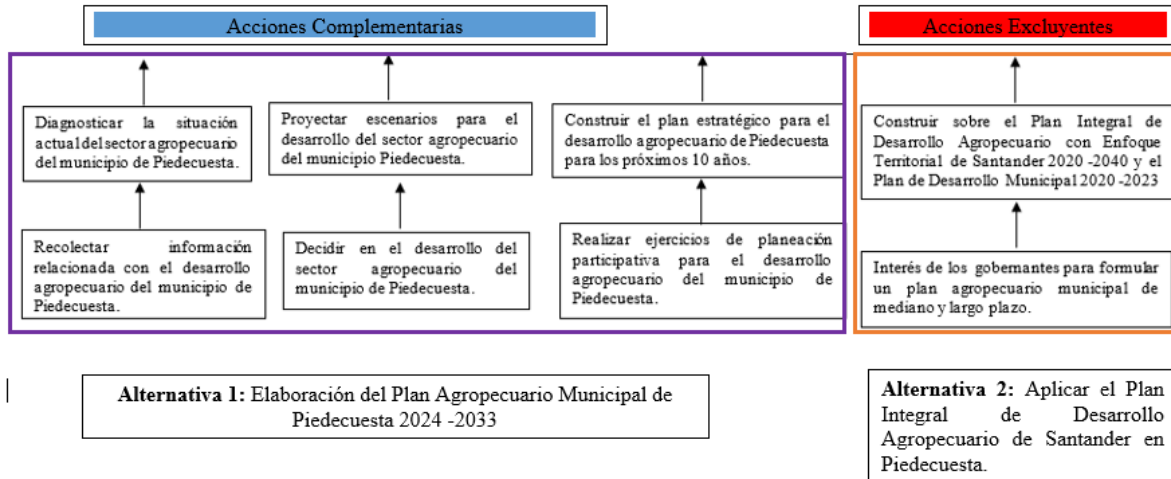 Acciones Complementarias
Acciones Excluyentes
Diagnosticar la situación
actual del sector agropecuario
del municipio de Piedecuesta.
Proyectar escenarios para el
desarrollo del sector agropecuario
del municipio Piedecuesta.
Construir el plan estratégico para el
desarrollo agropecuario de Piedecuesta
para los próximos 10 años.
Construir sobre el Plan Integral de
Desarrollo Agropecuario con Enfoque
Territorial de Santander 2020 -2040 y el
Plan de Desarrollo Municipal 2020 -2023
Recolectar información
relacionada con el desarrollo
agropecuario del municipio de
Piedecuesta.
Decidir en el desarrollo del
sector agropecuario del
municipio de Piedecuesta.
Realizar ejercicios de planeación
participativa para el desarrollo
agropecuario del municipio de
Piedecuesta.
Interés de los gobernantes para formular
un plan agropecuario municipal de
mediano y largo plazo.
Alternativa 1: Elaboración del Plan Agropecuario Municipal de
Piedecuesta 2024 -2033
Alternativa 2: Aplicar el Plan
Integral de Desarrollo
Agropecuario de Santander en
Piedecuesta.